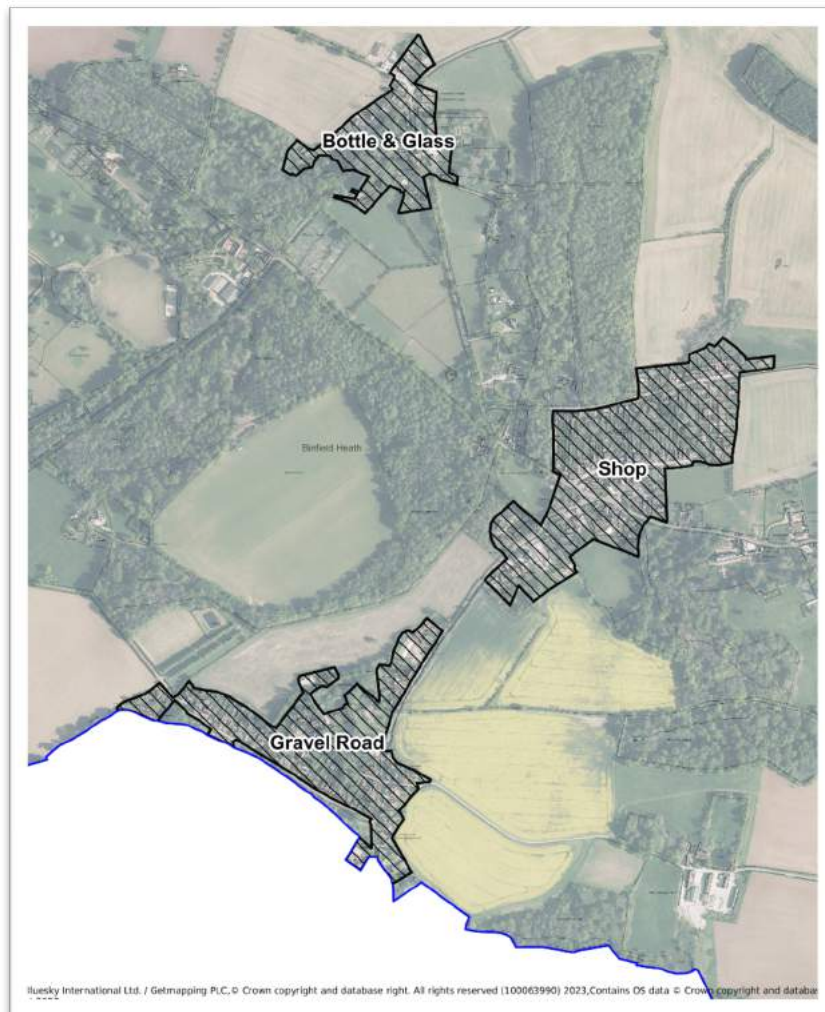 Bottle & Glass
Binfield Heath
Shop
Gravel Road
lluesky International Ltd. / Getmapping PLC,© Crown copyright and database right. All rights reserved (100063990) 2023,Contains OS data © Crown copyright and databa